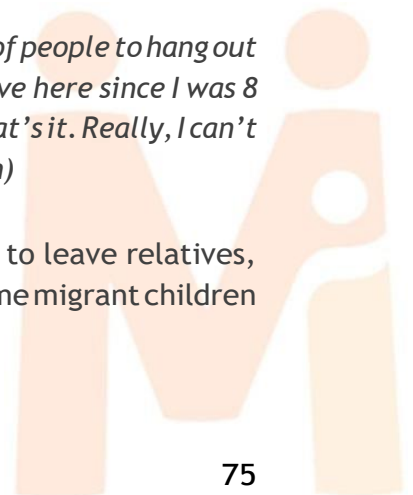 of people to hang out
ve here since I was 8
at's it. Really, I can't
)
to leave relatives,
me migrant children
75